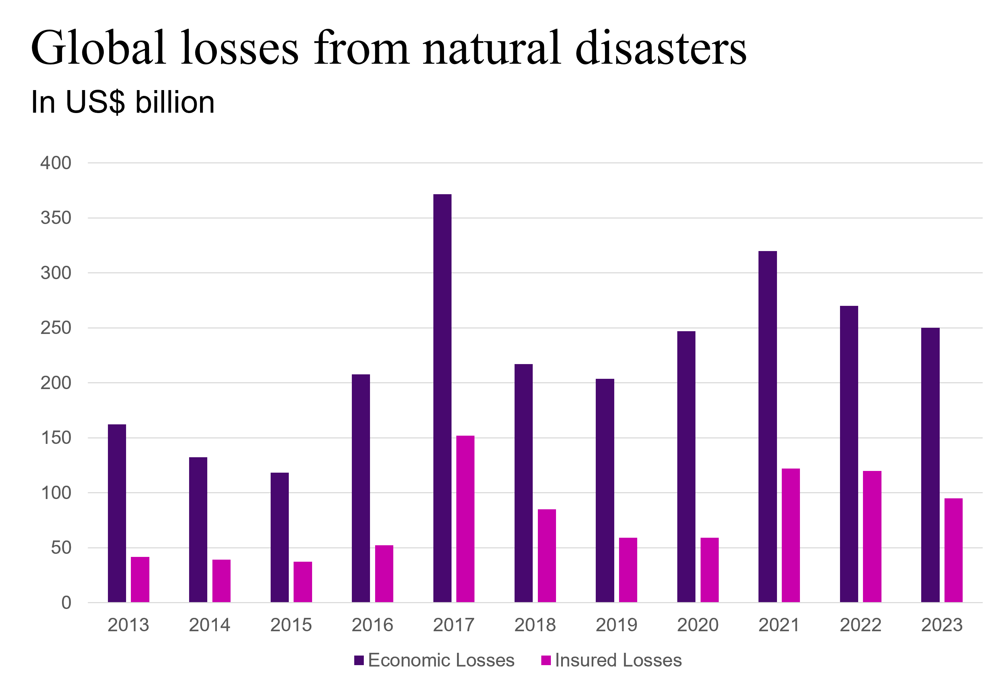 Global losses from natural disasters
In US$ billion
400
350
300
250
200
150
100
50
0
2013 2014 2015 2016 2017 2018 2019 2020 2021 2022 2023
Economic Losses Insured Losses